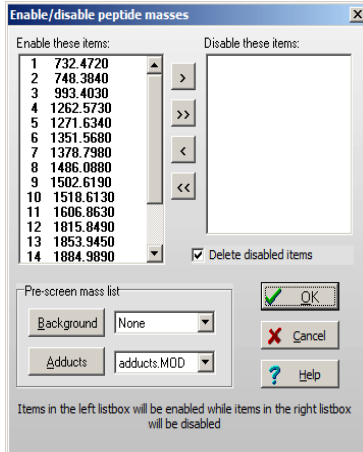 Enable/disable peptide masses
Enable these items:
Disable these items:
1 732.4720
2 748.3840
3 993.4030
4 1262.5730
5 1271.6340
6 1351.5680
7 1378.7980
8 1486.0880
9 1502.6190
10 1518.6130
11 1606.8630
12 1815.8490
13 1853.9450
14 1884.9890
>
>>
<
<<
Delete disabled items
Pre-screen mass list
Background
None
Adducts
adducts.MOD
OK
Cancel
? Help
Items in the left listbox will be enabled while items in the right listbox
will be disabled